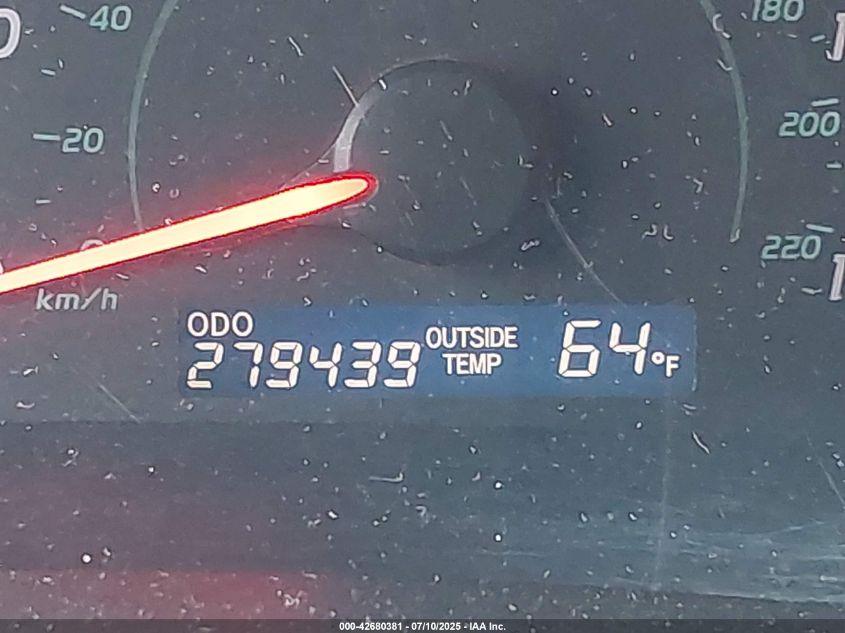 40
180
20
200
220
km/h
ODO
279439
OUTSIDE
TEMP
64°F
000-42680381 - 07/10/2025 - IAA Inc.